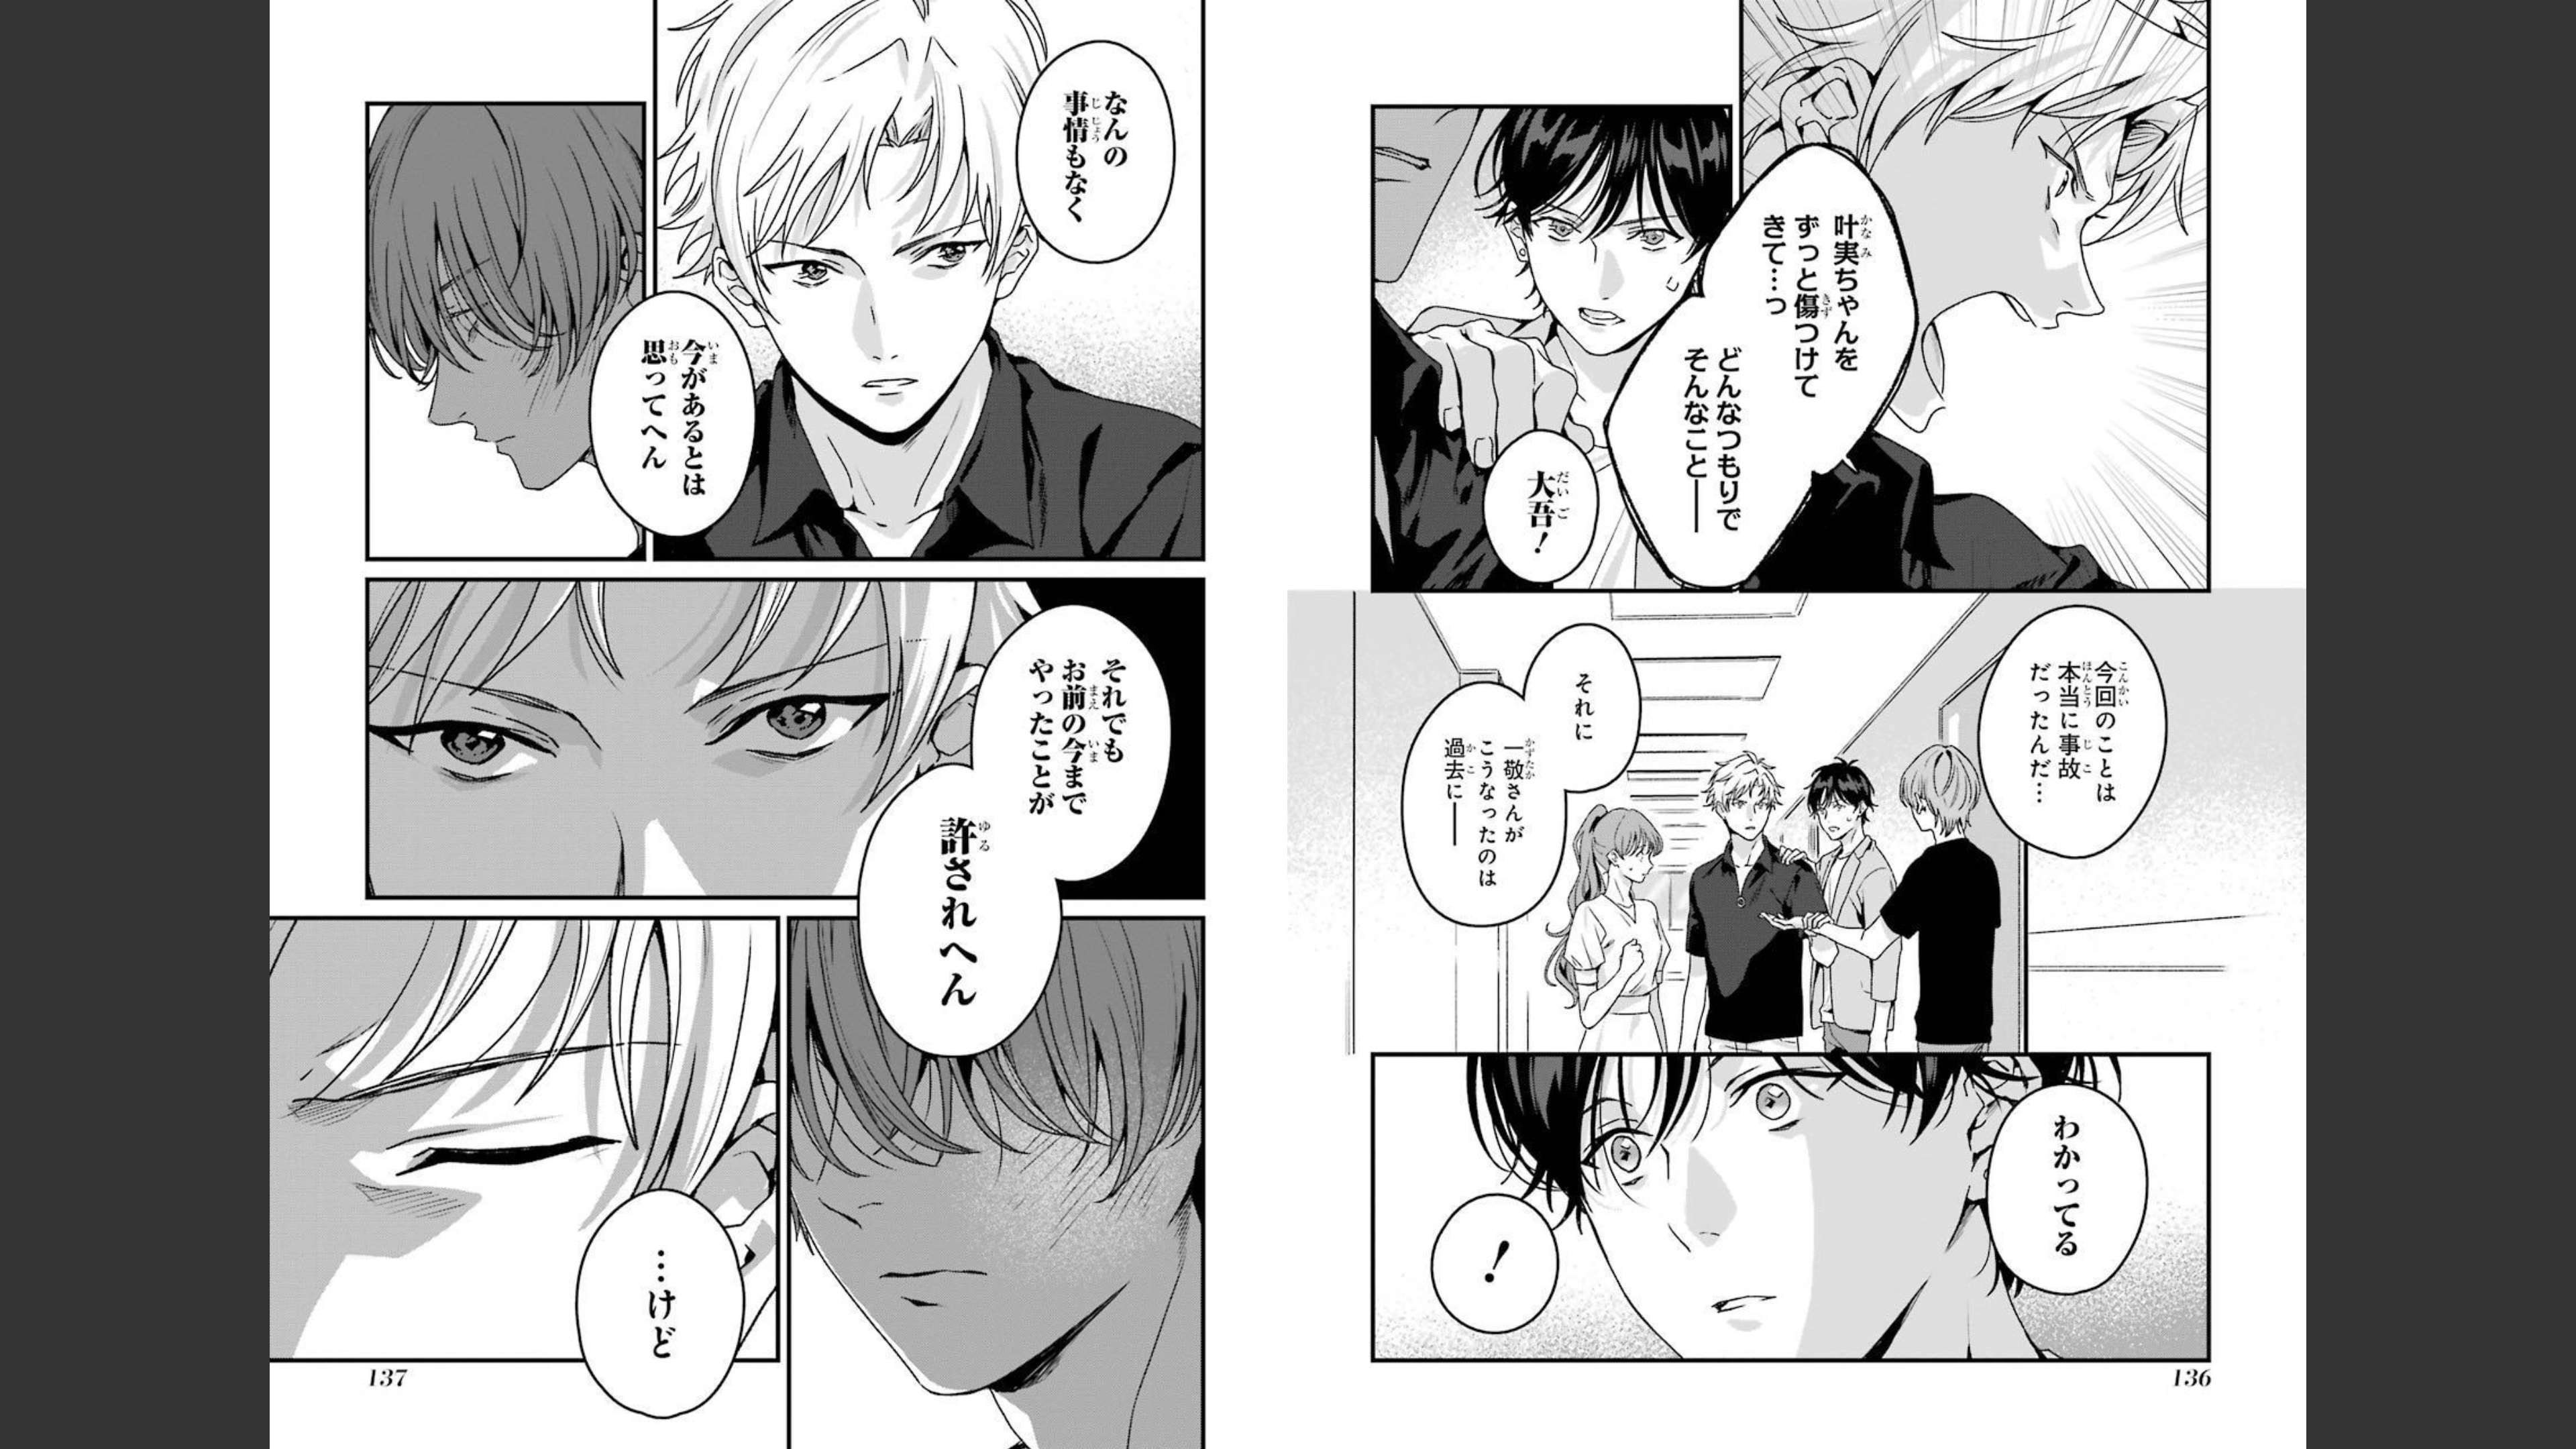 叶実ちゃんを
ずっと傷つけて
きて…っ
どんなつもりで
そんなこと――
大吾！
今回のことは
本当に事故
だったんだ…
それに
一敬さんが
こうなったのは
過去に――
わかってる
！
136
なんの
事情もなく
今があるとは
思ってへん
それでも
お前の今まで
やったことが
許されへん
…けど
137